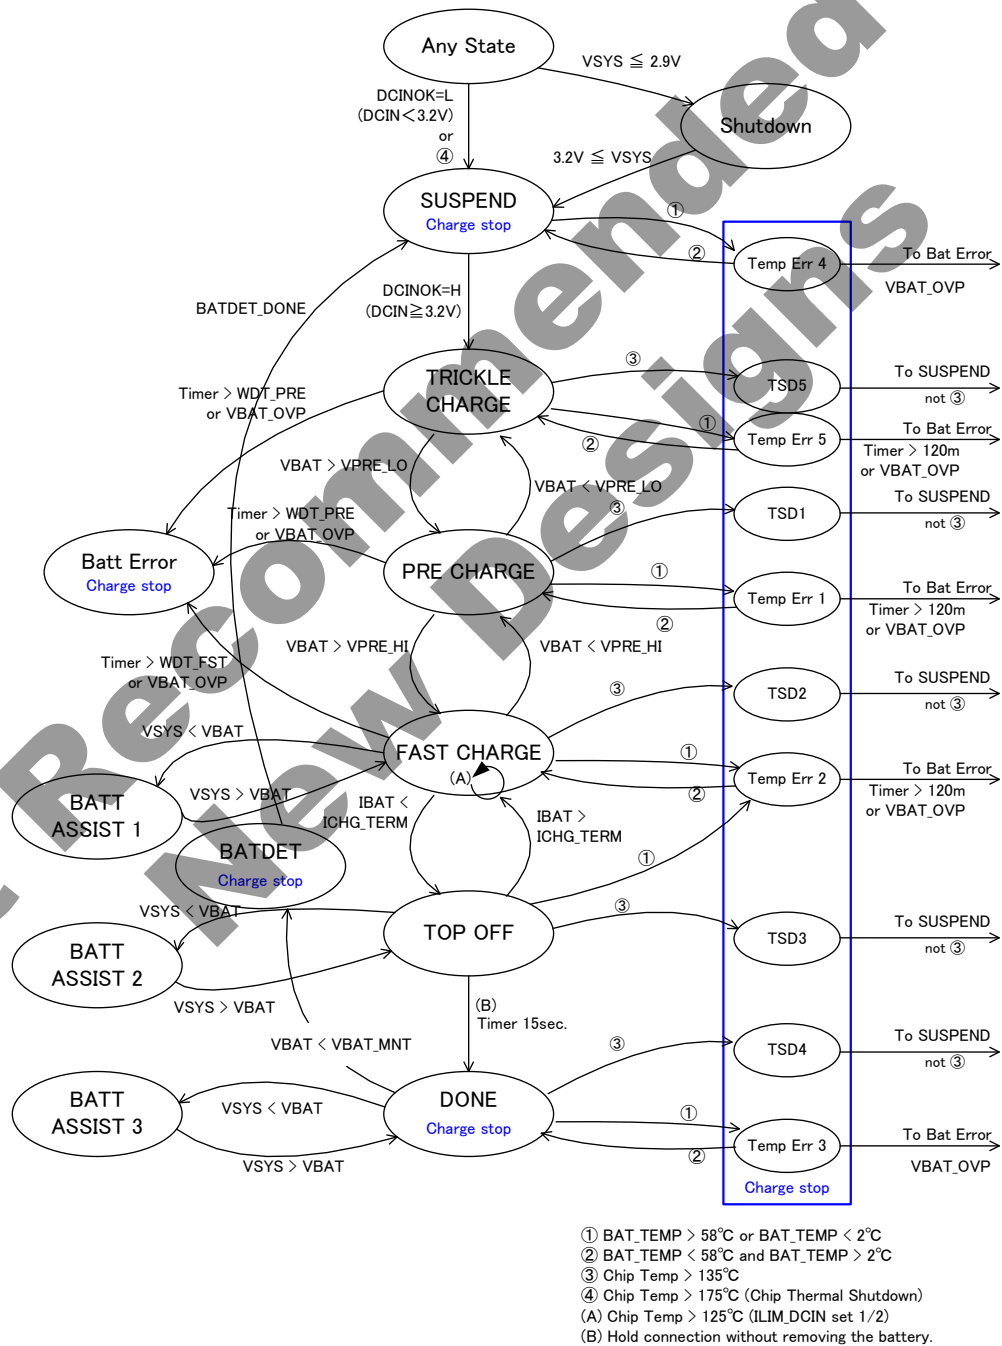 Any State
VSYS ≦ 2.9V
DCINOK=L
(DCIN＜3.2V)
or
④
Shutdown
3.2V ≦ VSYS
SUSPEND
Charge stop
①
②
Temp Err 4
To Bat Error
VBAT_OVP
BATDET_DONE
DCINOK=H
(DCIN≧3.2V)
TRICKLE
CHARGE
③
TSD5
To SUSPEND
not ③
Timer > WDT_PRE
or VBAT_OVP
①
②
Temp Err 5
To Bat Error
Timer > 120m
or VBAT_OVP
VBAT > VPRE_LO
VBAT < VPRE_LO
③
TSD1
To SUSPEND
not ③
Timer > WDT_PRE
or VBAT_OVP
Batt Error
Charge stop
PRE CHARGE
①
②
Temp Err 1
To Bat Error
Timer > 120m
or VBAT_OVP
VBAT > VPRE_HI
VBAT < VPRE_HI
Timer > WDT_FST
or VBAT_OVP
③
TSD2
To SUSPEND
not ③
VSYS < VBAT
FAST CHARGE
(A)
①
②
Temp Err 2
To Bat Error
Timer > 120m
or VBAT_OVP
BATT
ASSIST 1
VSYS > VBAT
IBAT <
ICHG_TERM
IBAT >
ICHG_TERM
BATDET
Charge stop
①
VSYS < VBAT
TOP OFF
③
TSD3
To SUSPEND
not ③
BATT
ASSIST 2
VSYS > VBAT
(B)
Timer 15sec.
VBAT < VBAT_MNT
③
TSD4
To SUSPEND
not ③
BATT
ASSIST 3
VSYS < VBAT
VSYS > VBAT
DONE
Charge stop
①
②
Temp Err 3
To Bat Error
VBAT_OVP
Charge stop
① BAT_TEMP > 58℃ or BAT_TEMP < 2℃
② BAT_TEMP < 58℃ and BAT_TEMP > 2℃
③ Chip Temp > 135℃
④ Chip Temp > 175℃ (Chip Thermal Shutdown)
(A) Chip Temp > 125℃ (ILIM_DCIN set 1/2)
(B) Hold connection without removing the battery.
Recommended
New Designs